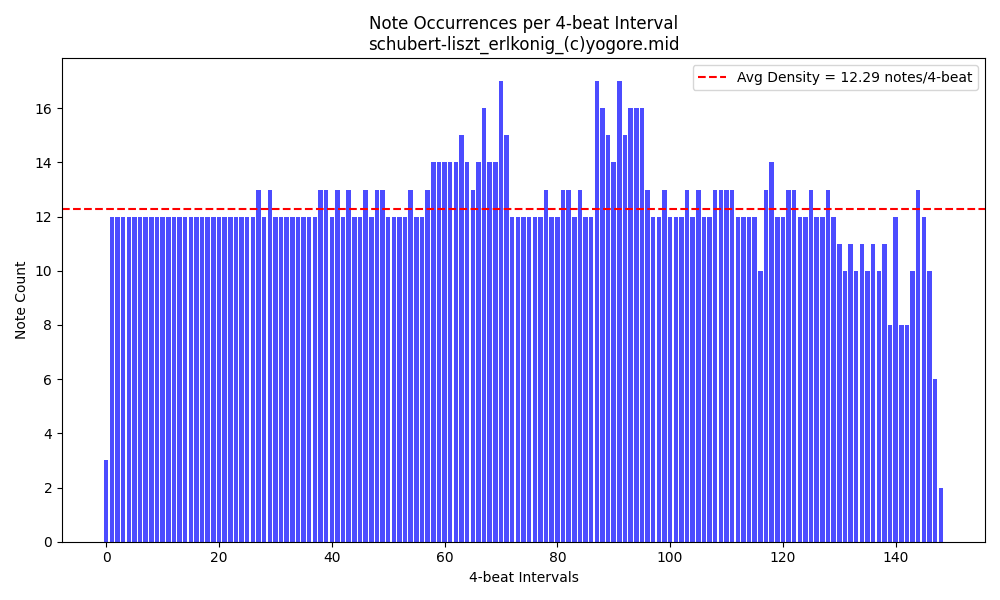 Note Occurrences per 4-beat Interval
schubert-liszt_erlkonig_(c)yogore.mid
Avg Density = 12.29 notes/4-beat
Note Count
16
14
12
10
8
6
4
2
0
0 20 40 60 80 100 120 140
4-beat Intervals